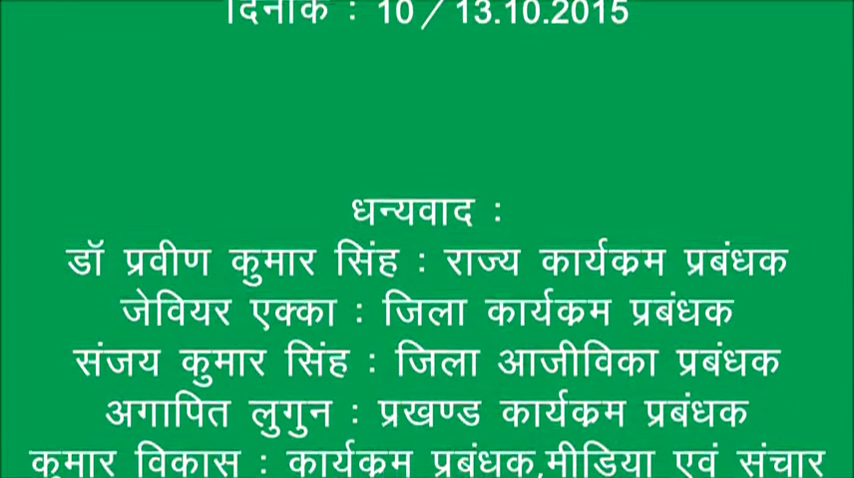 दिनांक : 10 / 13.10.2015
धन्यवाद :
डॉ प्रवीण कुमार सिंह : राज्य कार्यक्रम प्रबंधक
जेवियर एक्का : जिला कार्यक्रम प्रबंधक
संजय कुमार सिंह : जिला आजीविका प्रबंधक
अगापित लुगुन : प्रखण्ड कार्यक्रम प्रबंधक
कुमार विकास : कार्यक्रम प्रबंधक,मीडिया एवं संचार